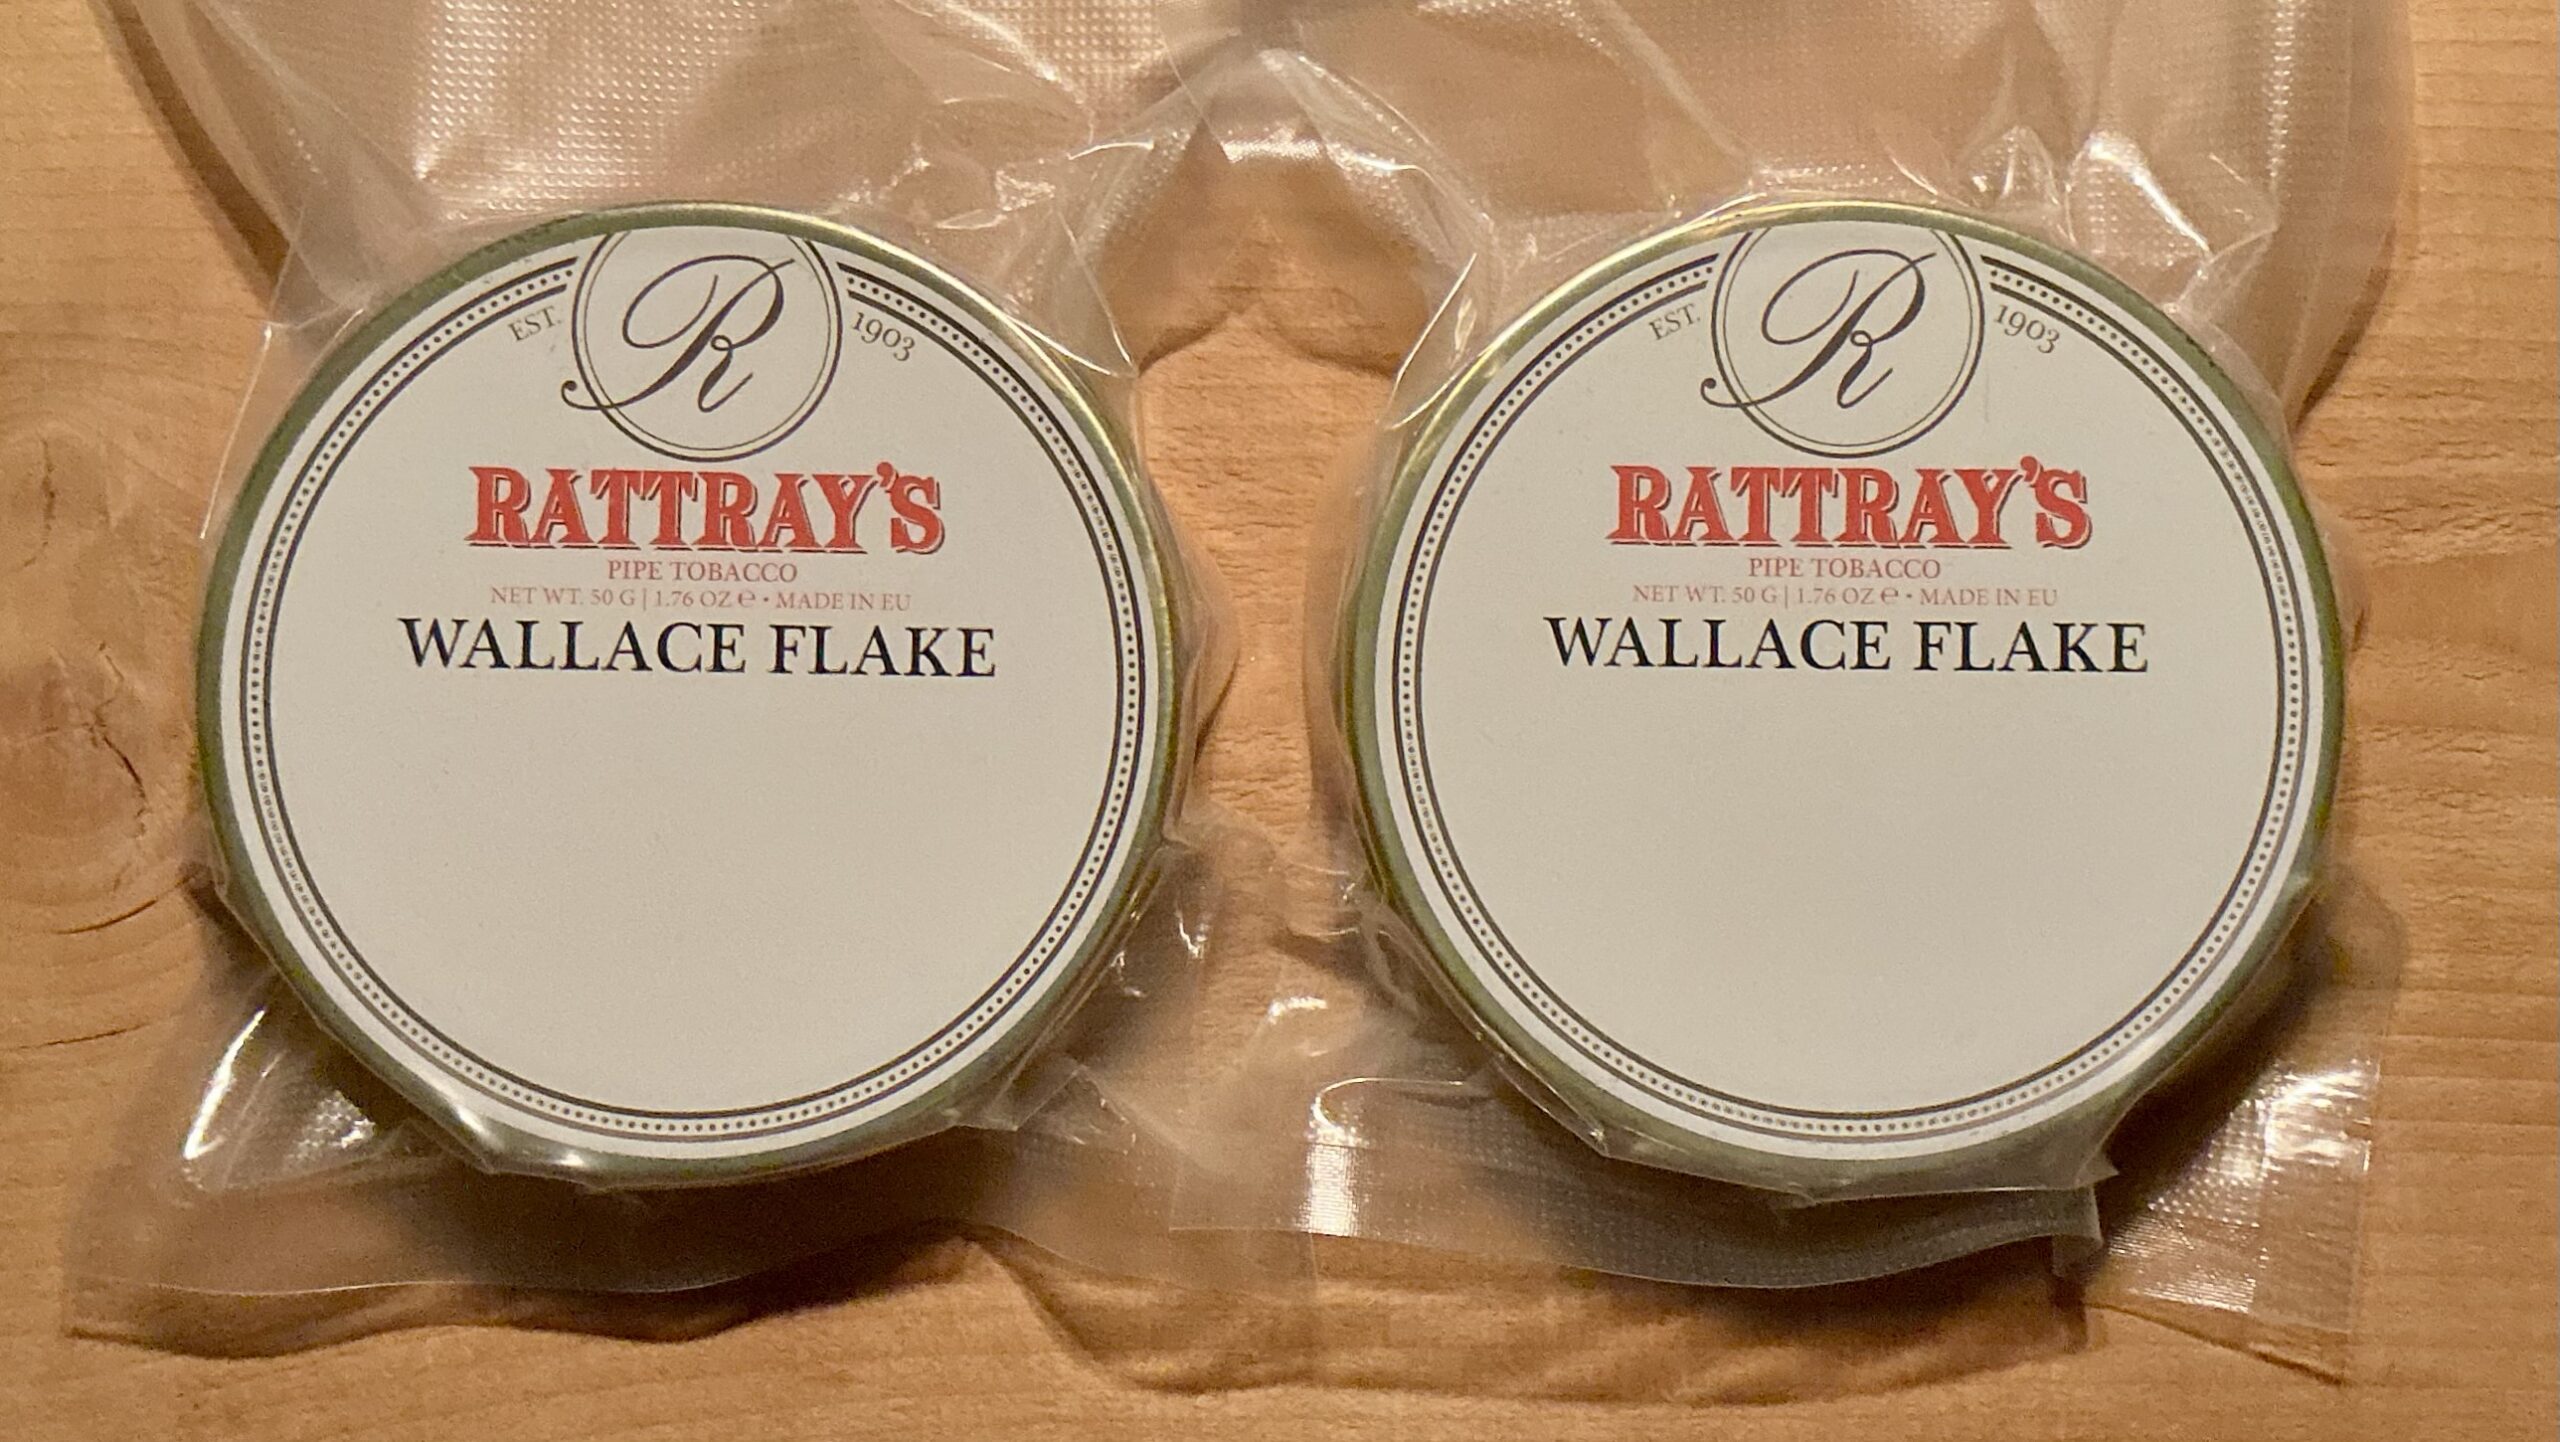 EST. R 1903
RATTRAY'S
PIPE TOBACCO
NET WT. 50 G | 1.76 OZ ℮ • MADE IN EU
WALLACE FLAKE
EST. R 1903
RATTRAY'S
PIPE TOBACCO
NET WT. 50 G | 1.76 OZ ℮ • MADE IN EU
WALLACE FLAKE